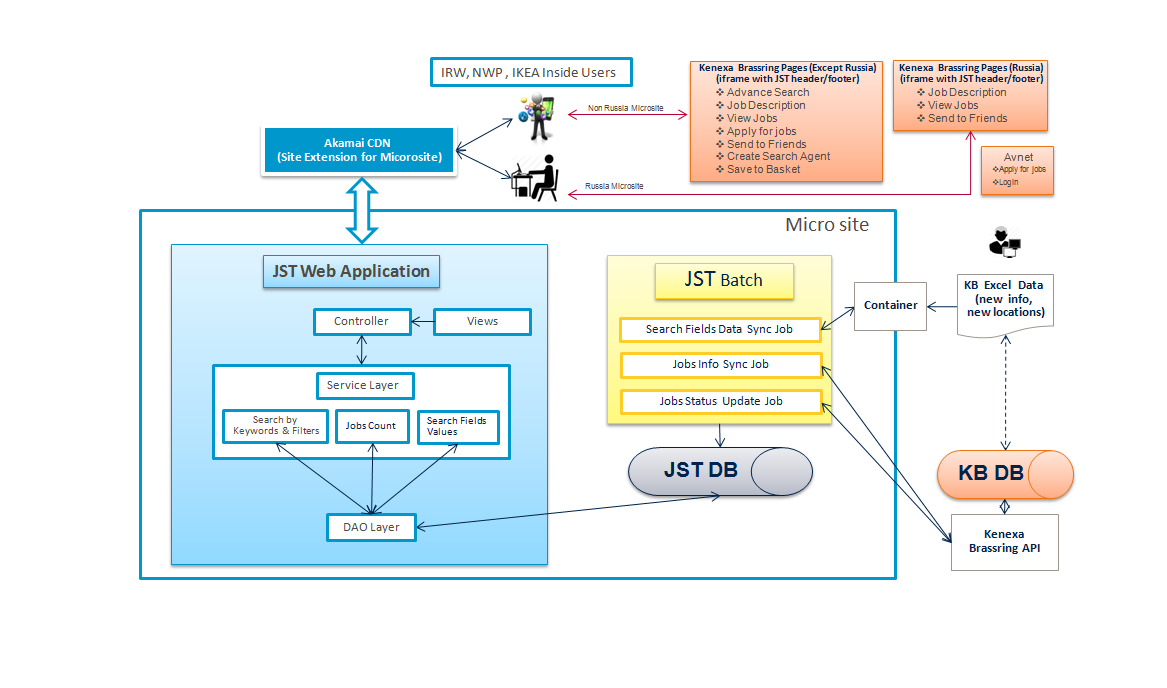 IRW, NWP , IKEA Inside Users
Kenexa Brassring Pages (Except Russia)
(iframe with JST header/footer)
❖ Advance Search
❖ Job Description
❖ View Jobs
❖ Apply for jobs
❖ Send to Friends
❖ Create Search Agent
❖ Save to Basket
Kenexa Brassring Pages (Russia)
(iframe with JST header/footer)
❖ Job Description
❖ View Jobs
❖ Send to Friends
Non Russia Microsite
Akamai CDN
(Site Extension for Micorosite)
Avnet
❖Apply for jobs
❖Login
Russia Microsite
Micro site
JST Web Application
JST Batch
KB Excel Data
(new info,
new locations)
Container
Controller
Views
Search Fields Data Sync Job
Jobs Info Sync Job
Jobs Status Update Job
Service Layer
Search by
Keywords & Filters
Jobs Count
Search Fields
Values
JST DB
KB DB
DAO Layer
Kenexa
Brassring API